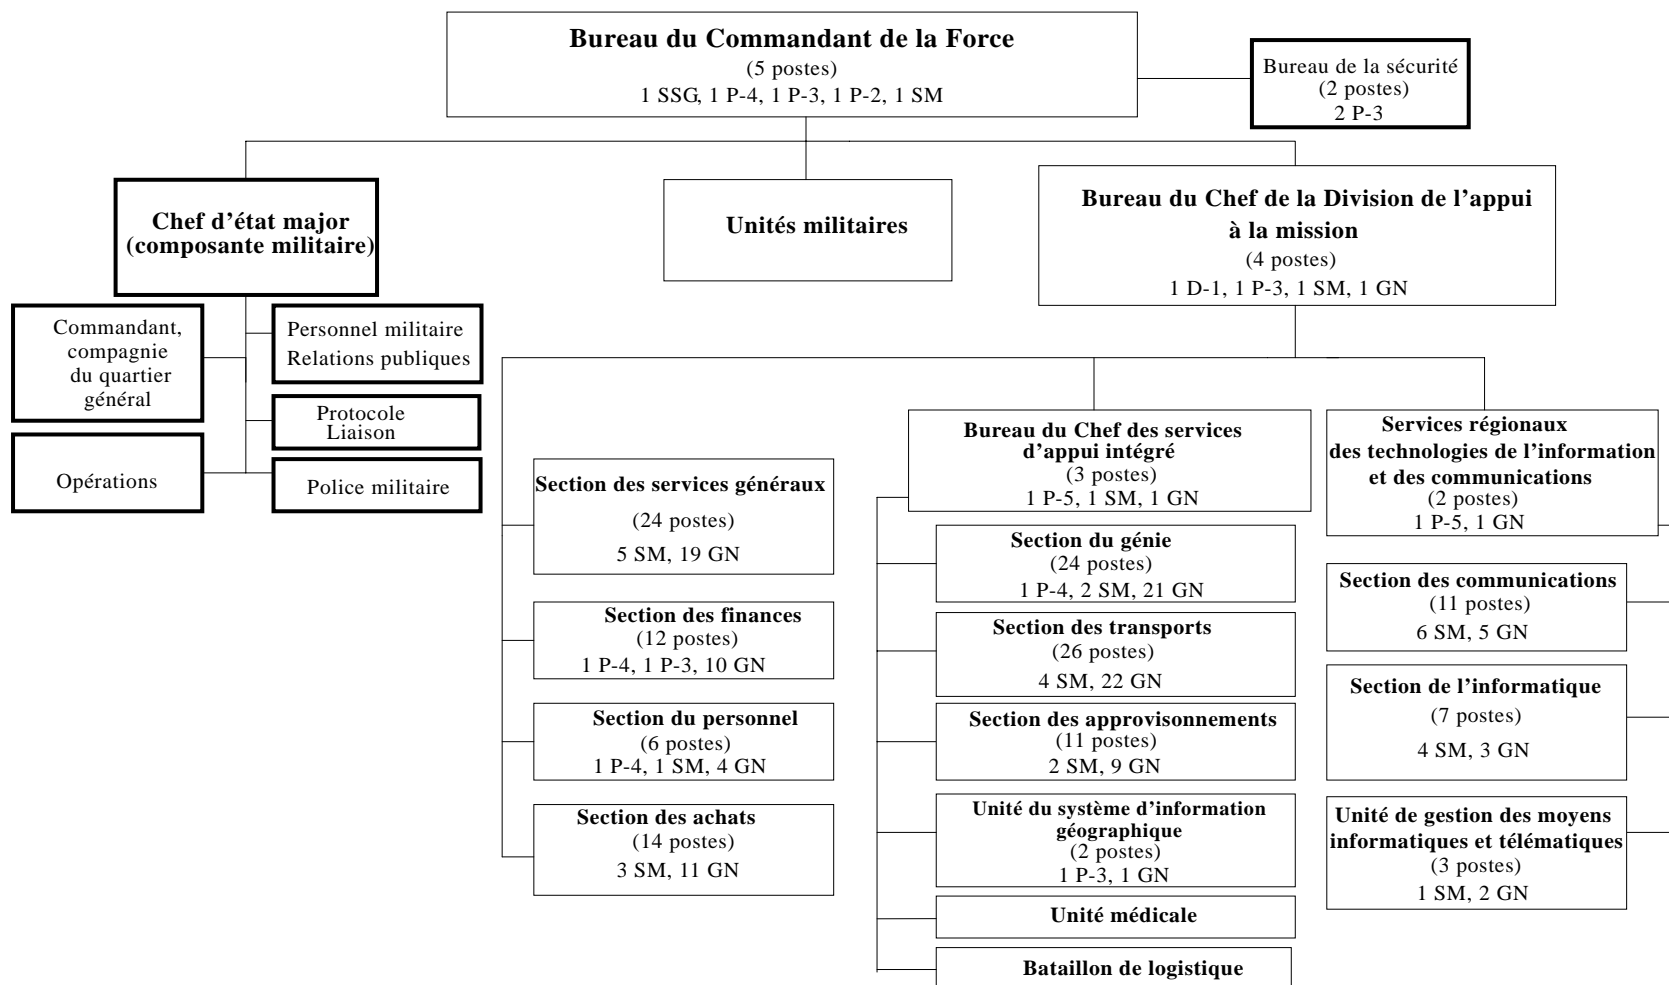 Bureau du Commandant de la Force
(5 postes)
1 SSG, 1 P-4, 1 P-3, 1 P-2, 1 SM
Bureau de la sécurité
(2 postes)
2 P-3
Chef d'état major
(composante militaire)
Unités militaires
Bureau du Chef de la Division de l'appui
à la mission
(4 postes)
1 D-1, 1 P-3, 1 SM, 1 GN
Commandant,
compagnie
du quartier
général
Personnel militaire
Relations publiques
Protocole
Liaison
Opérations
Police militaire
Section des services généraux
(24 postes)
5 SM, 19 GN
Section des finances
(12 postes)
1 P-4, 1 P-3, 10 GN
Section du personnel
(6 postes)
1 P-4, 1 SM, 4 GN
Section des achats
(14 postes)
3 SM, 11 GN
Bureau du Chef des services
d'appui intégré
(3 postes)
1 P-5, 1 SM, 1 GN
Section du génie
(24 postes)
1 P-4, 2 SM, 21 GN
Section des transports
(26 postes)
4 SM, 22 GN
Section des approvisonnements
(11 postes)
2 SM, 9 GN
Unité du système d'information
géographique
(2 postes)
1 P-3, 1 GN
Unité médicale
Bataillon de logistique
Services régionaux
des technologies de l'information
et des communications
(2 postes)
1 P-5, 1 GN
Section des communications
(11 postes)
6 SM, 5 GN
Section de l'informatique
(7 postes)
4 SM, 3 GN
Unité de gestion des moyens
informatiques et télématiques
(3 postes)
1 SM, 2 GN